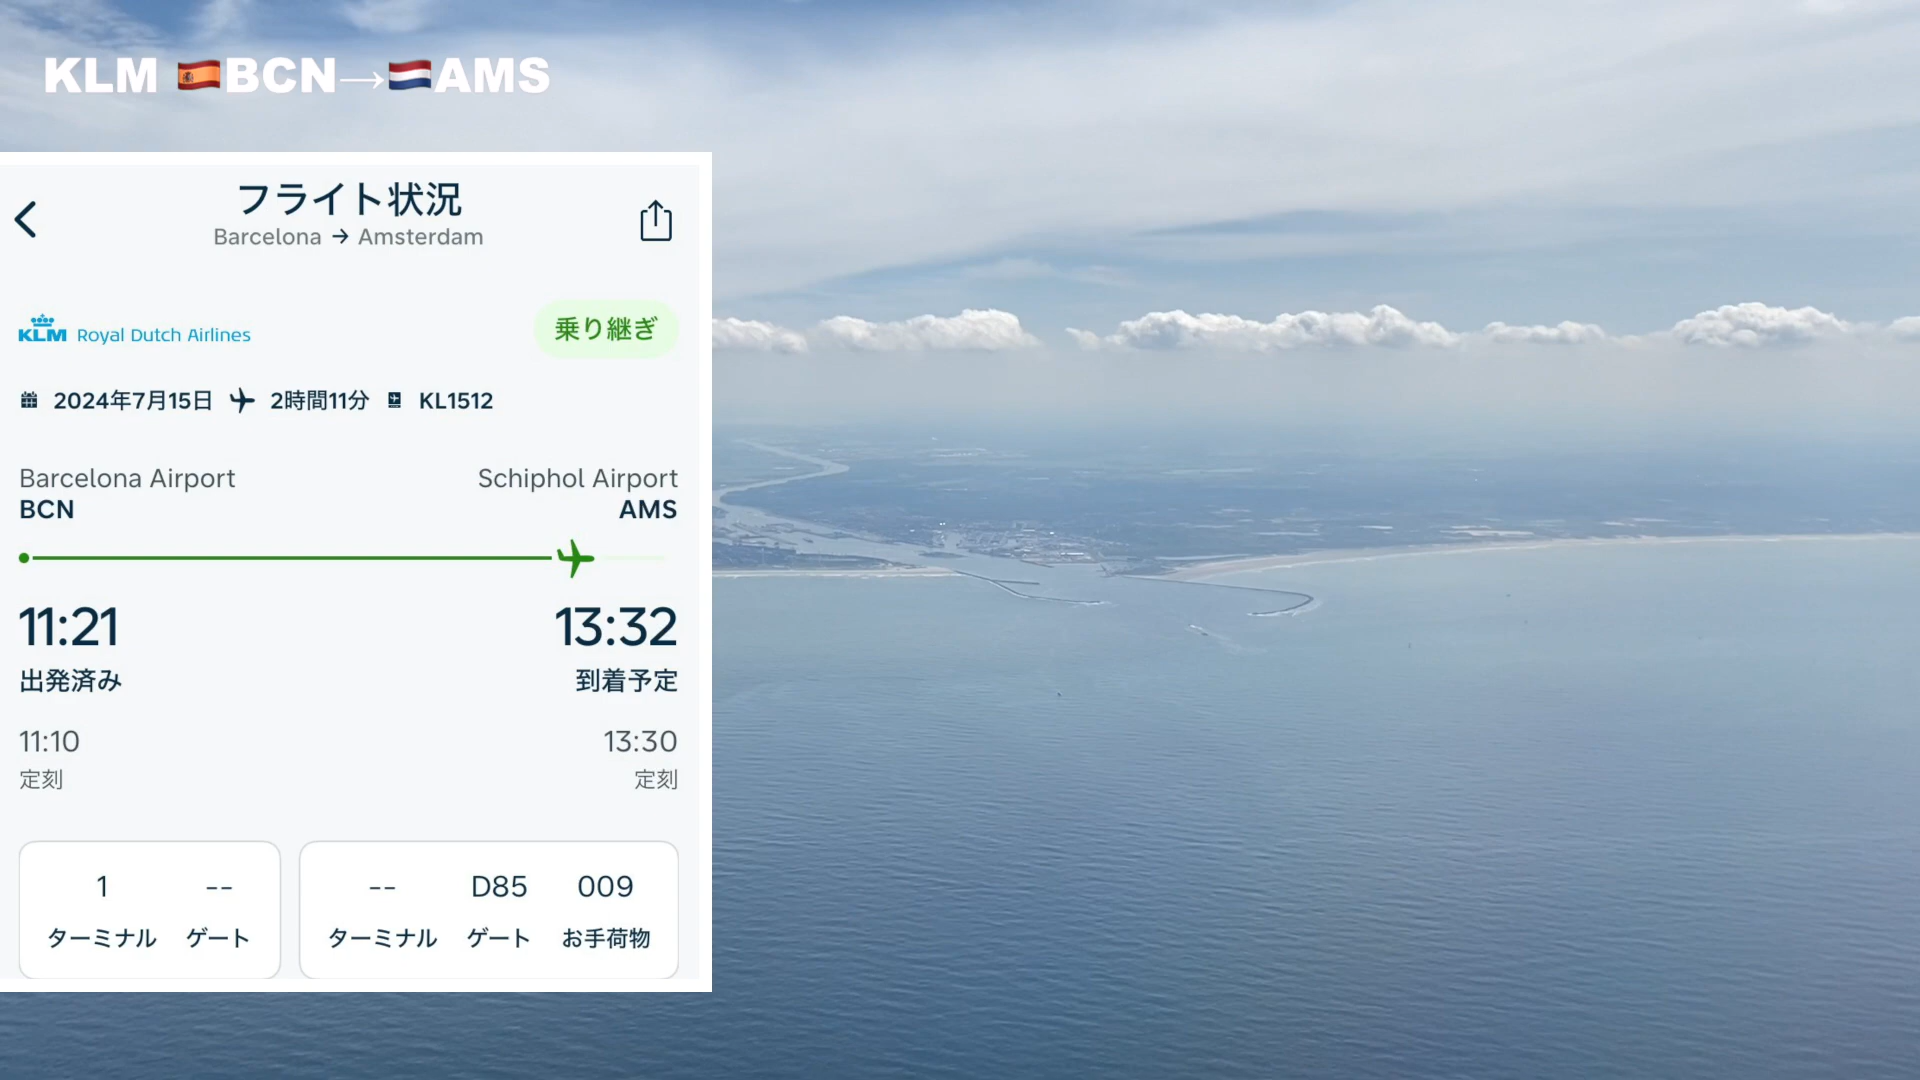 KLM 🇪🇸BCN→🇳🇱AMS
フライト状況
Barcelona → Amsterdam
KLM Royal Dutch Airlines
乗り継ぎ
2024年7月15日 2時間11分 KL1512
Barcelona Airport Schiphol Airport
BCN AMS
11:21 13:32
出発済み 到着予定
11:10 13:30
定刻 定刻
1 -- -- D85 009
ターミナル ゲート ターミナル ゲート お手荷物